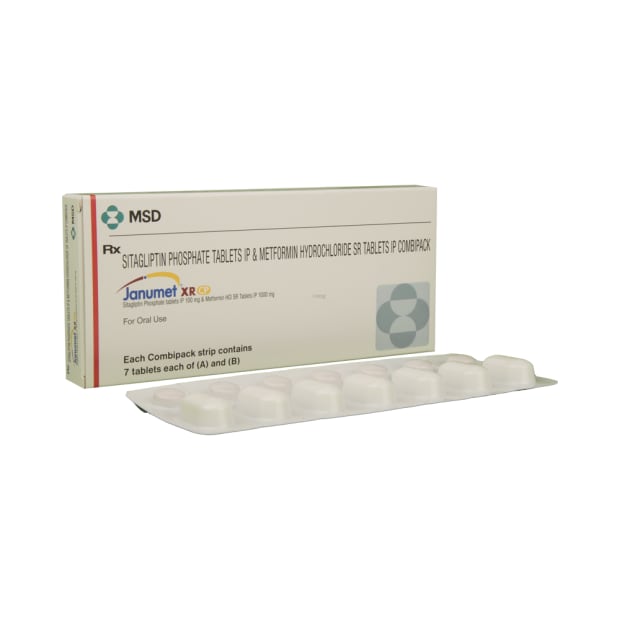 MSD
Rx
SITAGLIPTIN PHOSPHATE TABLETS IP & METFORMIN HYDROCHLORIDE SR TABLETS IP COMBIPACK
Janumet XR CP
Sitagliptin Phosphate tablets IP 100 mg & Metformin HCl SR Tablets IP 1000 mg
For Oral Use
Each Combipack strip contains
7 tablets each of (A) and (B)